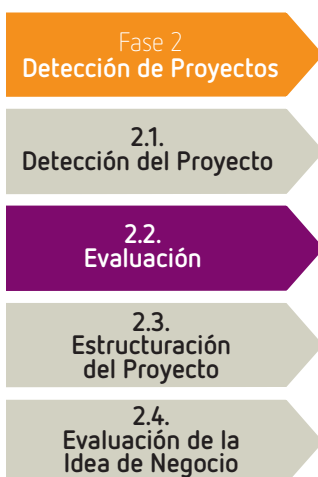 Fase 2
Detección de Proyectos
2.1.
Detección del Proyecto
2.2.
Evaluación
2.3.
Estructuración
del Proyecto
2.4.
Evaluación de la
Idea de Negocio